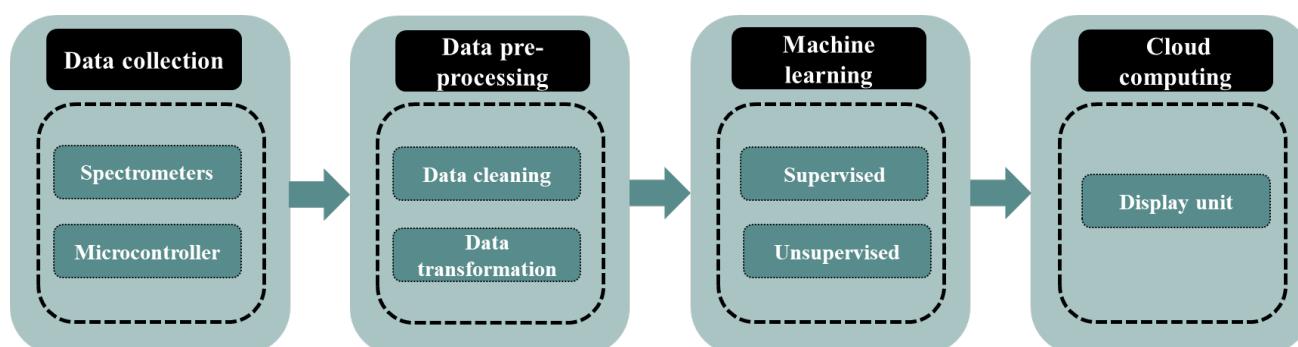 Data collection
Spectrometers
Microcontroller
Data pre-
processing
Data cleaning
Data
transformation
Machine
learning
Supervised
Unsupervised
Cloud
computing
Display unit